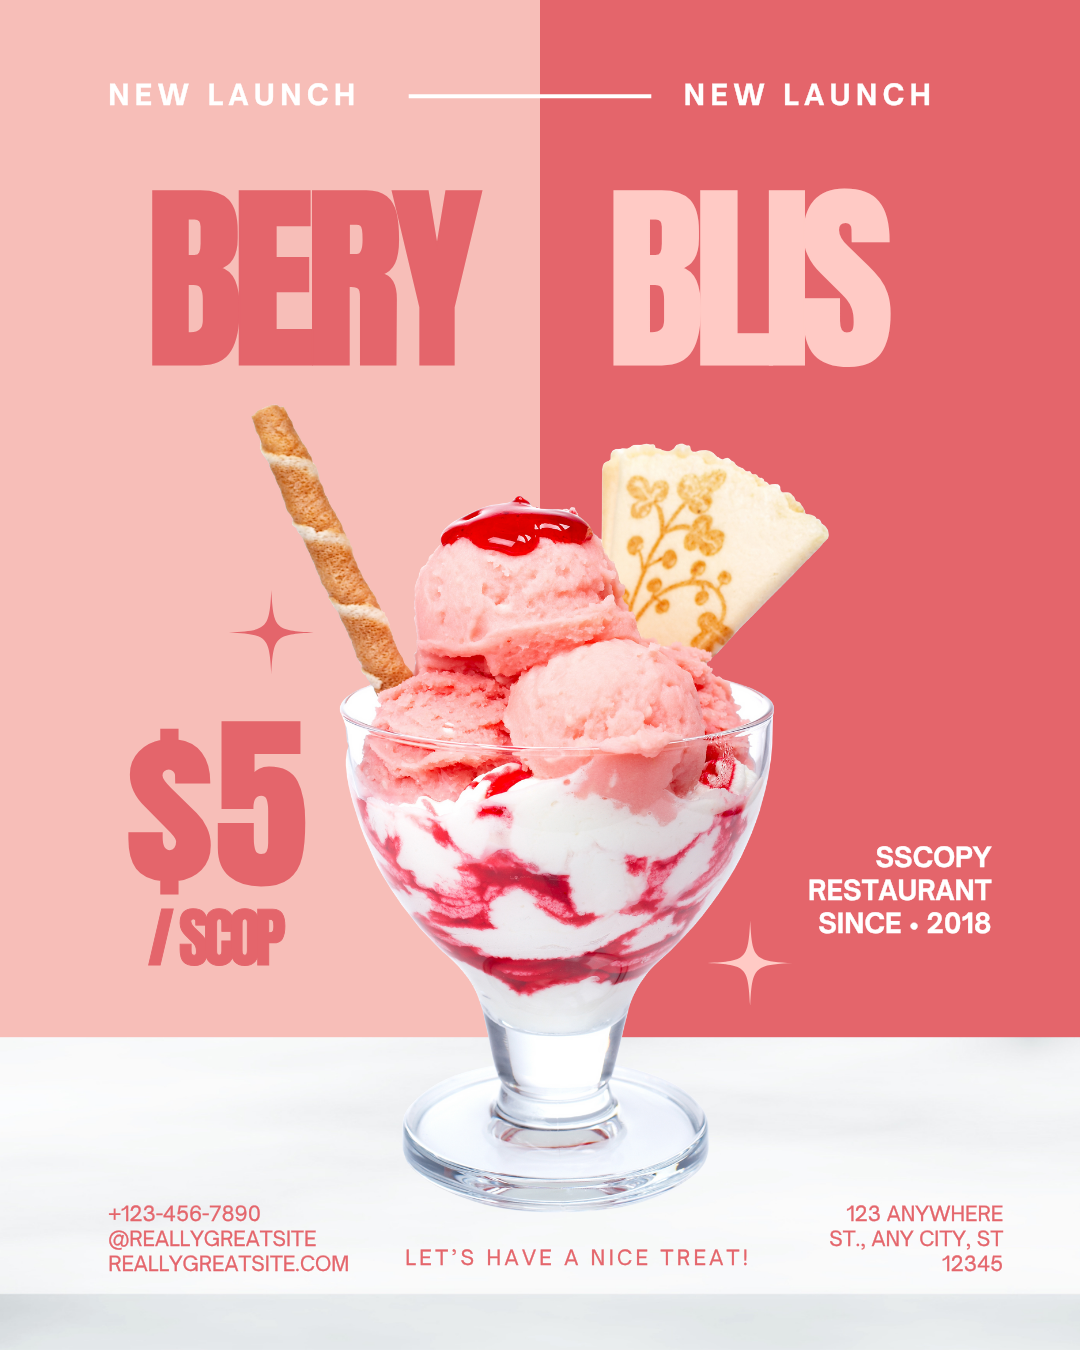 NEW LAUNCH NEW LAUNCH
BERY BLIS
$5
/ SCOP
SSCOPY
RESTAURANT
SINCE • 2018
+123-456-7890
@REALLYGREATSITE
REALLYGREATSITE.COM
LET'S HAVE A NICE TREAT!
123 ANYWHERE
ST., ANY CITY, ST
12345